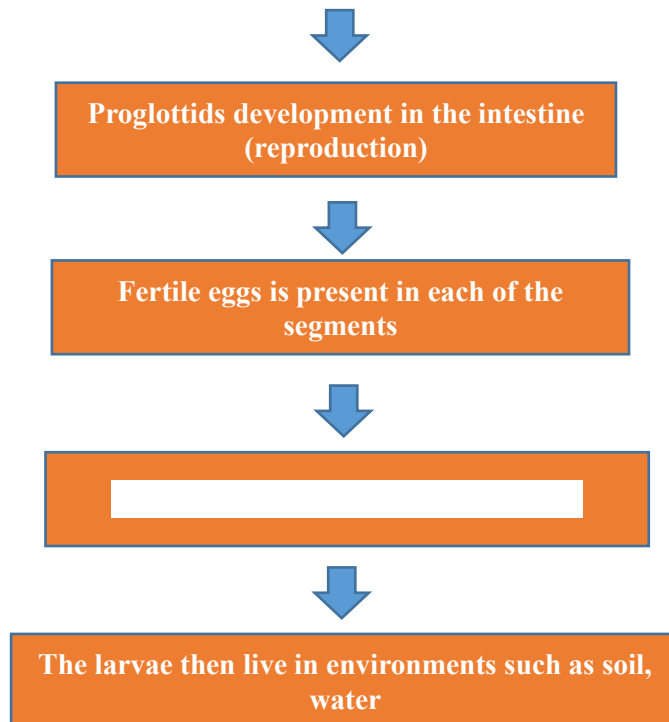 Proglottids development in the intestine
(reproduction)
Fertile eggs is present in each of the
segments
The larvae then live in environments such as soil,
water